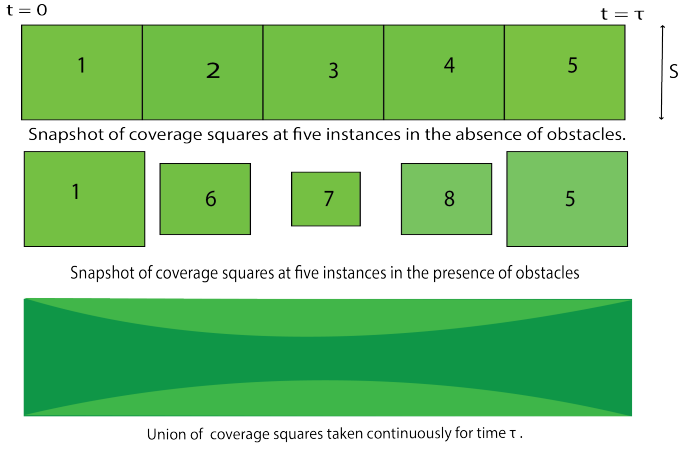 t = 0
t = τ
1 2 3 4 5
S
Snapshot of coverage squares at five instances in the absence of obstacles.
1 6 7 8 5
Snapshot of coverage squares at five instances in the presence of obstacles
Union of coverage squares taken continuously for time τ .